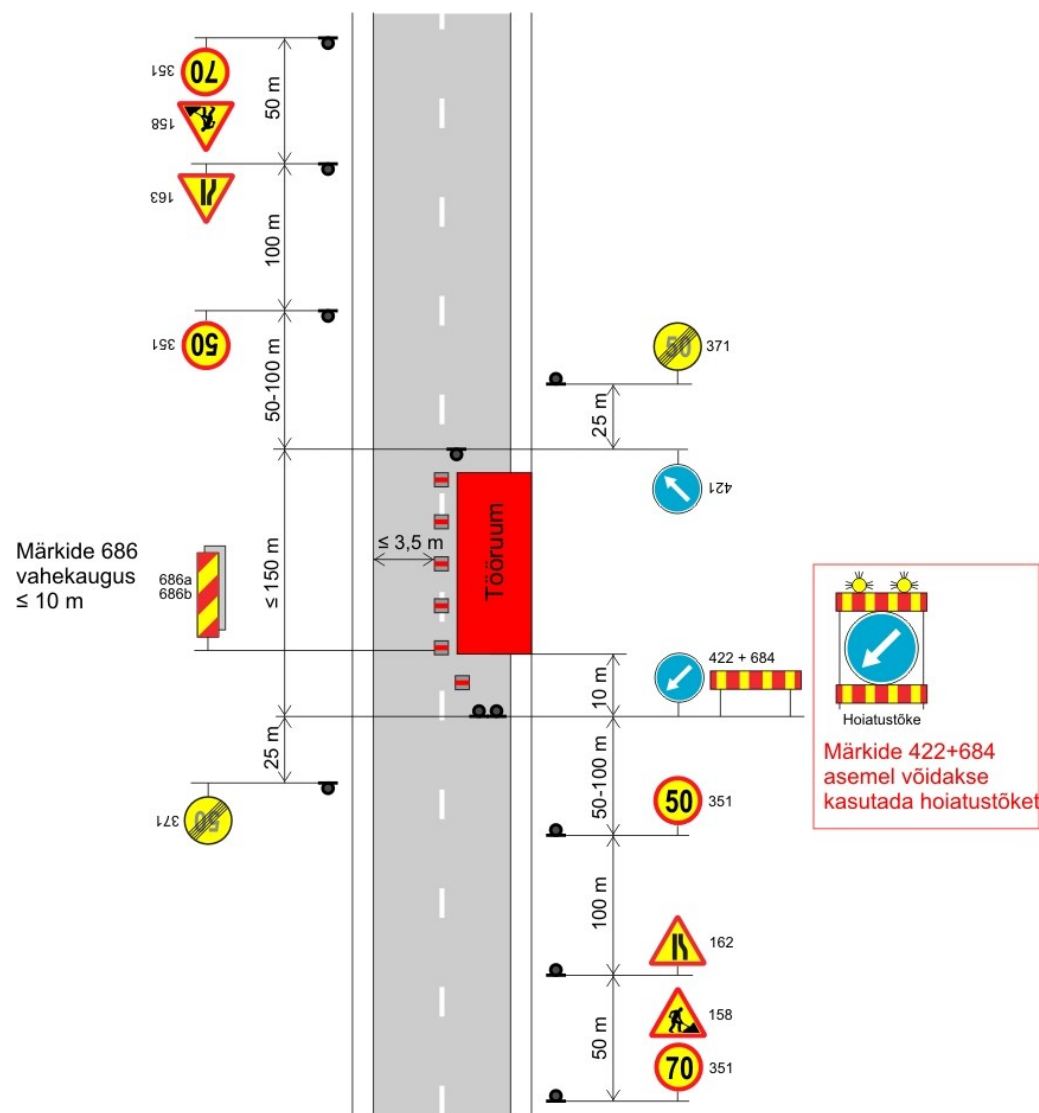 351
70
158
50 m
163
100 m
351
50
50-100 m
50
371
25 m
421
Märkide 686
vahekaugus
≤ 10 m
686a
686b
≤ 150 m
≤ 3,5 m
Tööruum
10 m
422 + 684
Hoiatustõke
Märkide 422+684
asemel võidakse
kasutada hoiatustõket
25 m
371
50
50-100 m
50
351
100 m
162
50 m
158
70
351